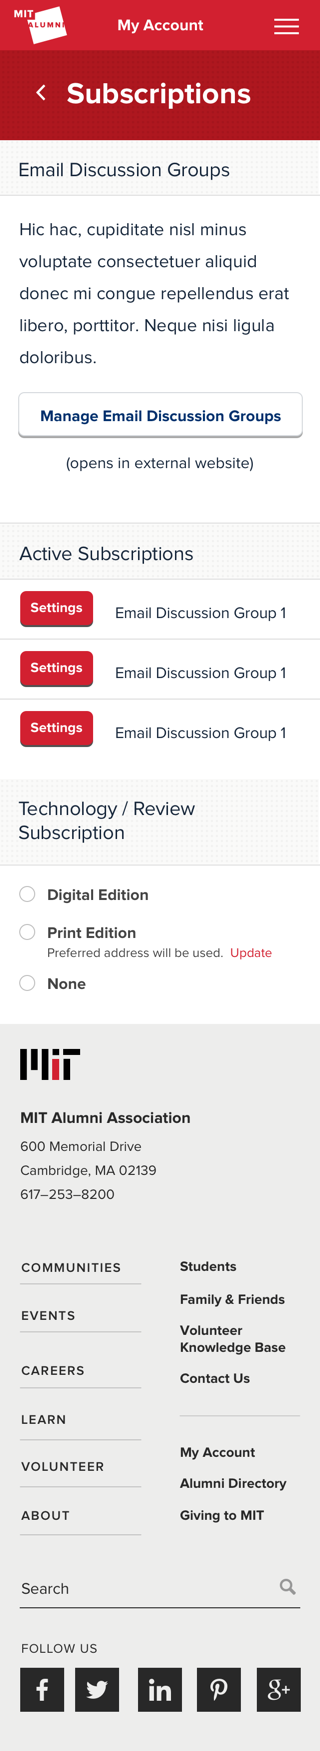 MIT
ALUMNI
My Account
Subscriptions
Email Discussion Groups
Hic hac, cupiditate nisl minus
voluptate consectetuer aliquid
donec mi congue repellendus erat
libero, porttitor. Neque nisi ligula
doloribus.
Manage Email Discussion Groups
(opens in external website)
Active Subscriptions
Settings Email Discussion Group 1
Settings Email Discussion Group 1
Settings Email Discussion Group 1
Technology / Review
Subscription
Digital Edition
Print Edition
Preferred address will be used. Update
None
MIT
MIT Alumni Association
600 Memorial Drive
Cambridge, MA 02139
617–253–8200
COMMUNITIES
EVENTS
CAREERS
LEARN
VOLUNTEER
ABOUT
Students
Family & Friends
Volunteer
Knowledge Base
Contact Us
My Account
Alumni Directory
Giving to MIT
Search
FOLLOW US
f
in
g+